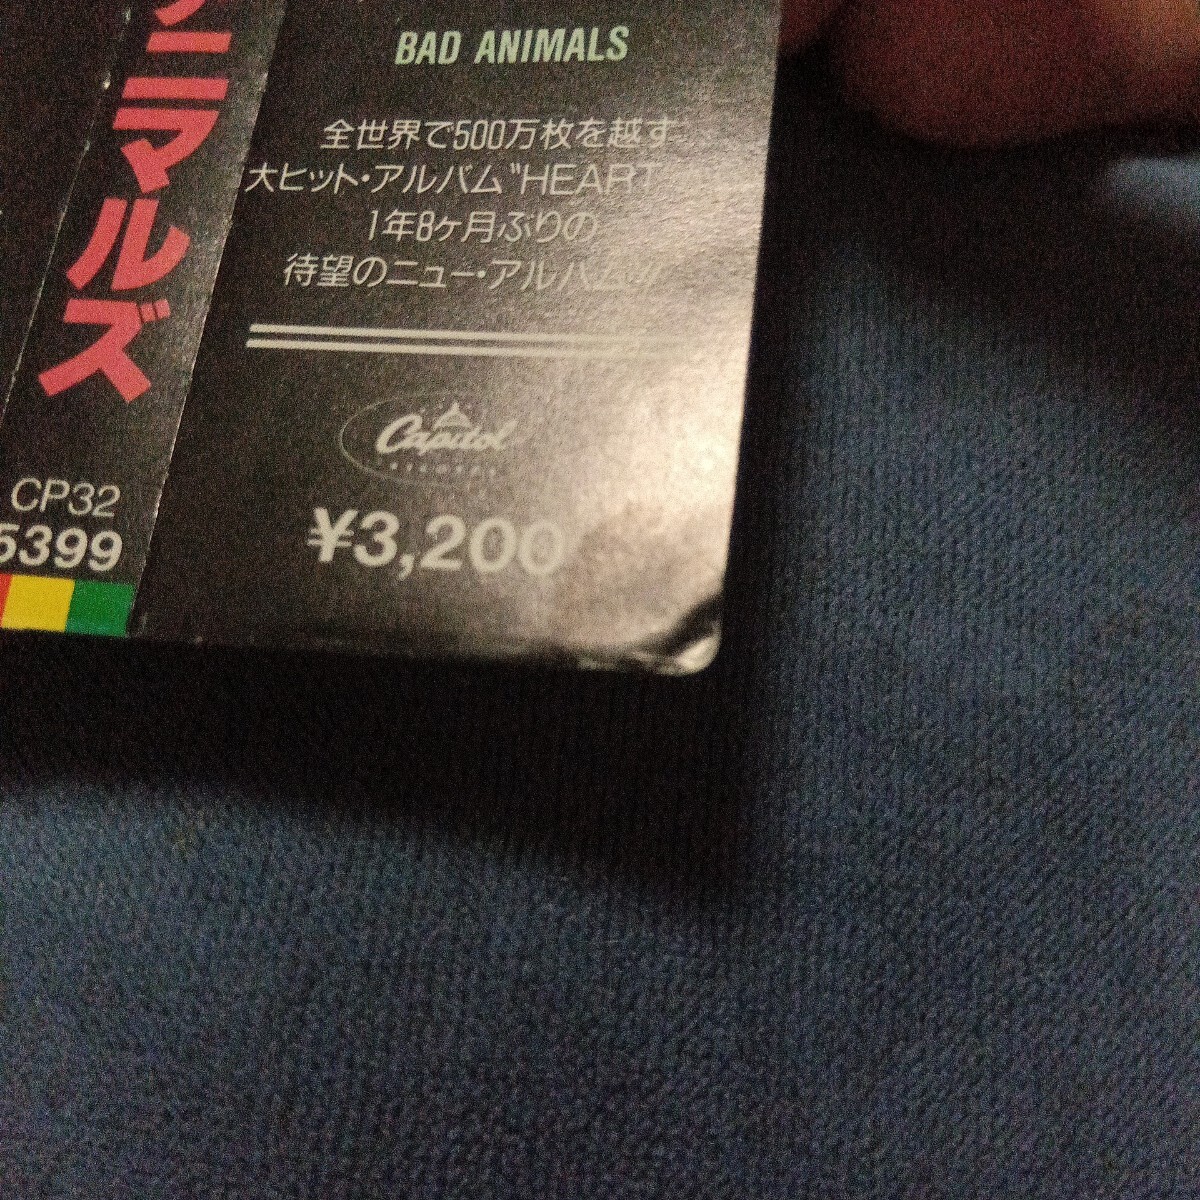 ニマルズ
CP32
5399
BAD ANIMALS
全世界で500万枚を越す
大ヒット・アルバム"HEART"
1年8ヶ月ぶりの
待望のニュー・アルバム!!
Capitol
¥3,200